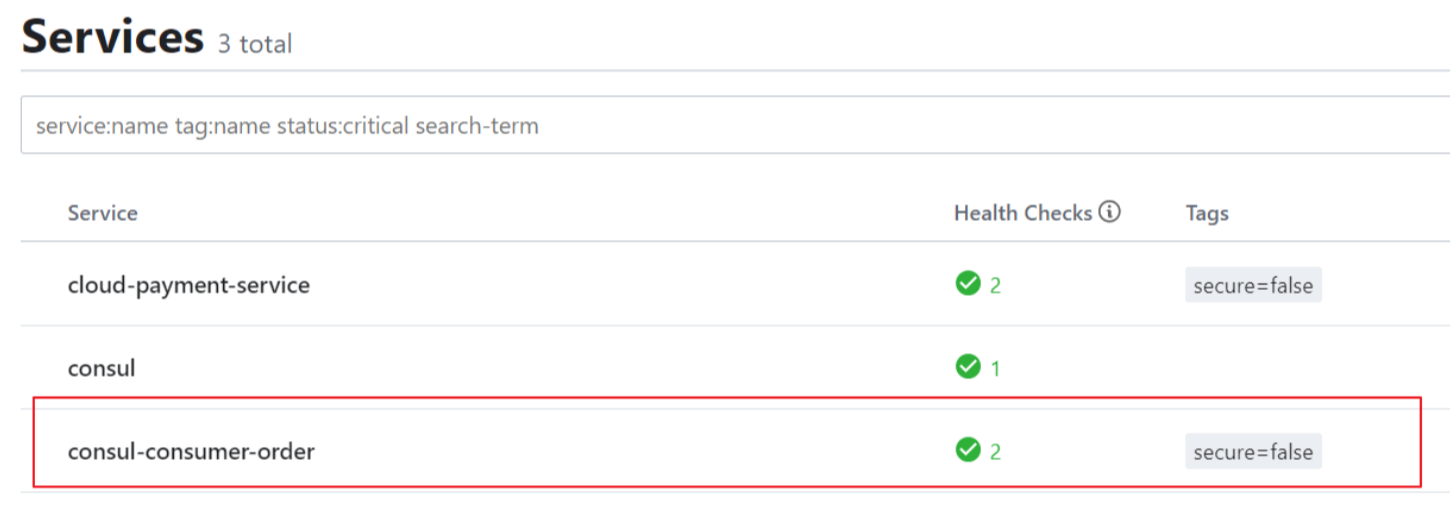 Services 3 total
service:name tag:name status:critical search-term
Service Health Checks Tags
cloud-payment-service 2 secure=false
consul 1
consul-consumer-order 2 secure=false